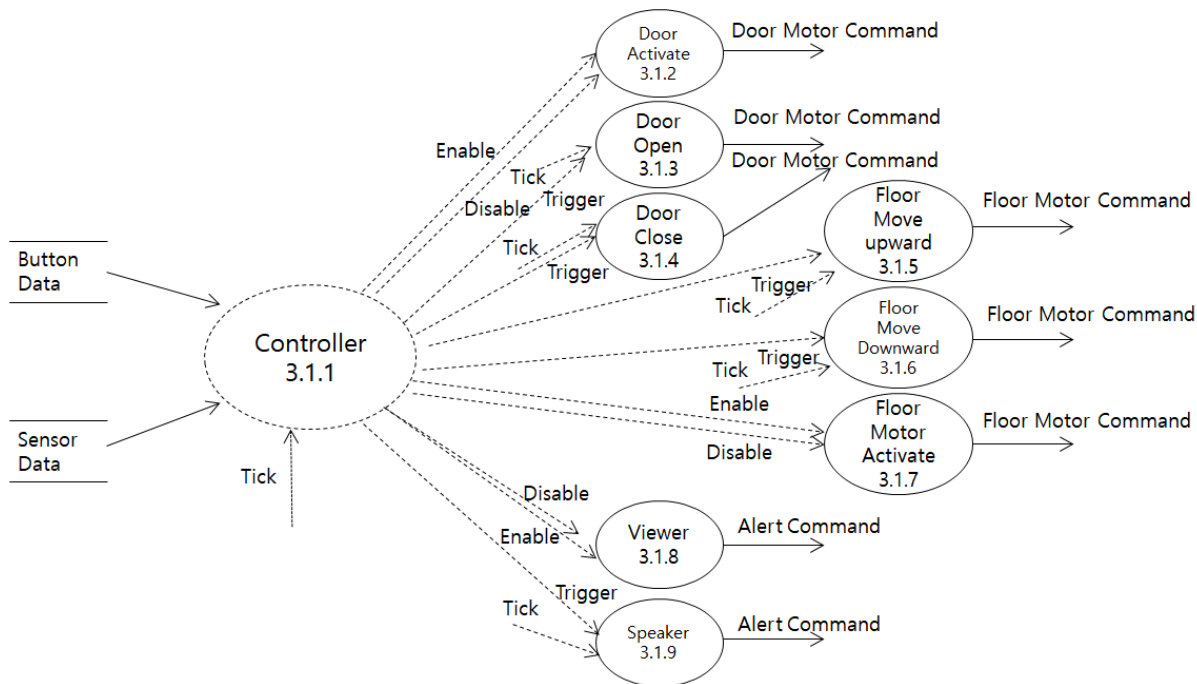 Door
Activate
3.1.2
Door Motor Command
Enable
Door
Open
3.1.3
Door Motor Command
Tick
Disable
Trigger
Door Motor Command
Door
Close
3.1.4
Tick
Trigger
Floor
Move
upward
3.1.5
Floor Motor Command
Trigger
Tick
Button
Data
Controller
3.1.1
Floor
Move
Downward
3.1.6
Floor Motor Command
Trigger
Tick
Enable
Disable
Floor
Motor
Activate
3.1.7
Floor Motor Command
Sensor
Data
Tick
Disable
Enable
Viewer
3.1.8
Alert Command
Trigger
Tick
Speaker
3.1.9
Alert Command